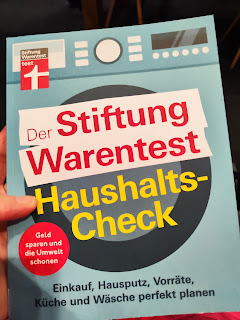 Stiftung
Warentest
test
Der Stiftung
Warentest
Haushalts-
Check
Geld
sparen und
die Umwelt
schonen
Einkauf, Hausputz, Vorräte,
Küche und Wäsche perfekt planen